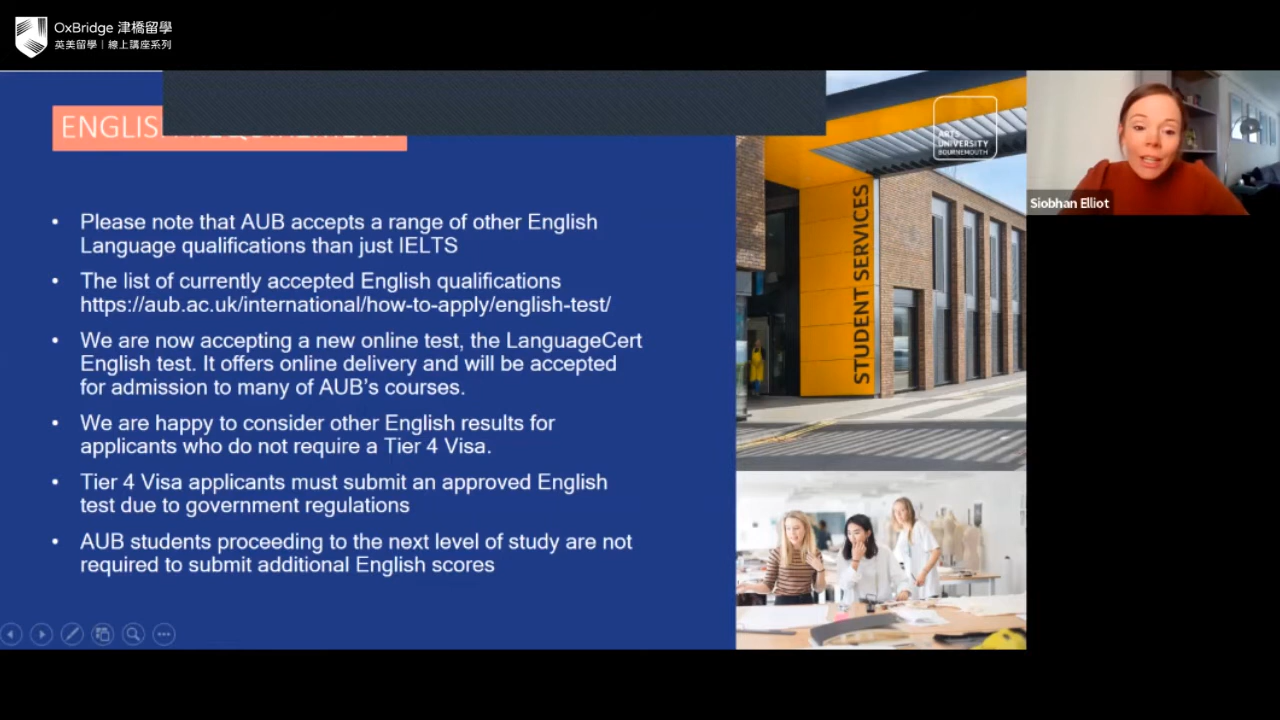 OxBridge 津橋留學
英美留學 | 線上講座系列
ENGLIS
ARTS
UNIVERSITY
BOURNEMOUTH
STUDENT SERVICES
Siobhan Elliot
• Please note that AUB accepts a range of other English
Language qualifications than just IELTS
• The list of currently accepted English qualifications
https://aub.ac.uk/international/how-to-apply/english-test/
• We are now accepting a new online test, the LanguageCert
English test. It offers online delivery and will be accepted
for admission to many of AUB's courses.
• We are happy to consider other English results for
applicants who do not require a Tier 4 Visa.
• Tier 4 Visa applicants must submit an approved English
test due to government regulations
• AUB students proceeding to the next level of study are not
required to submit additional English scores